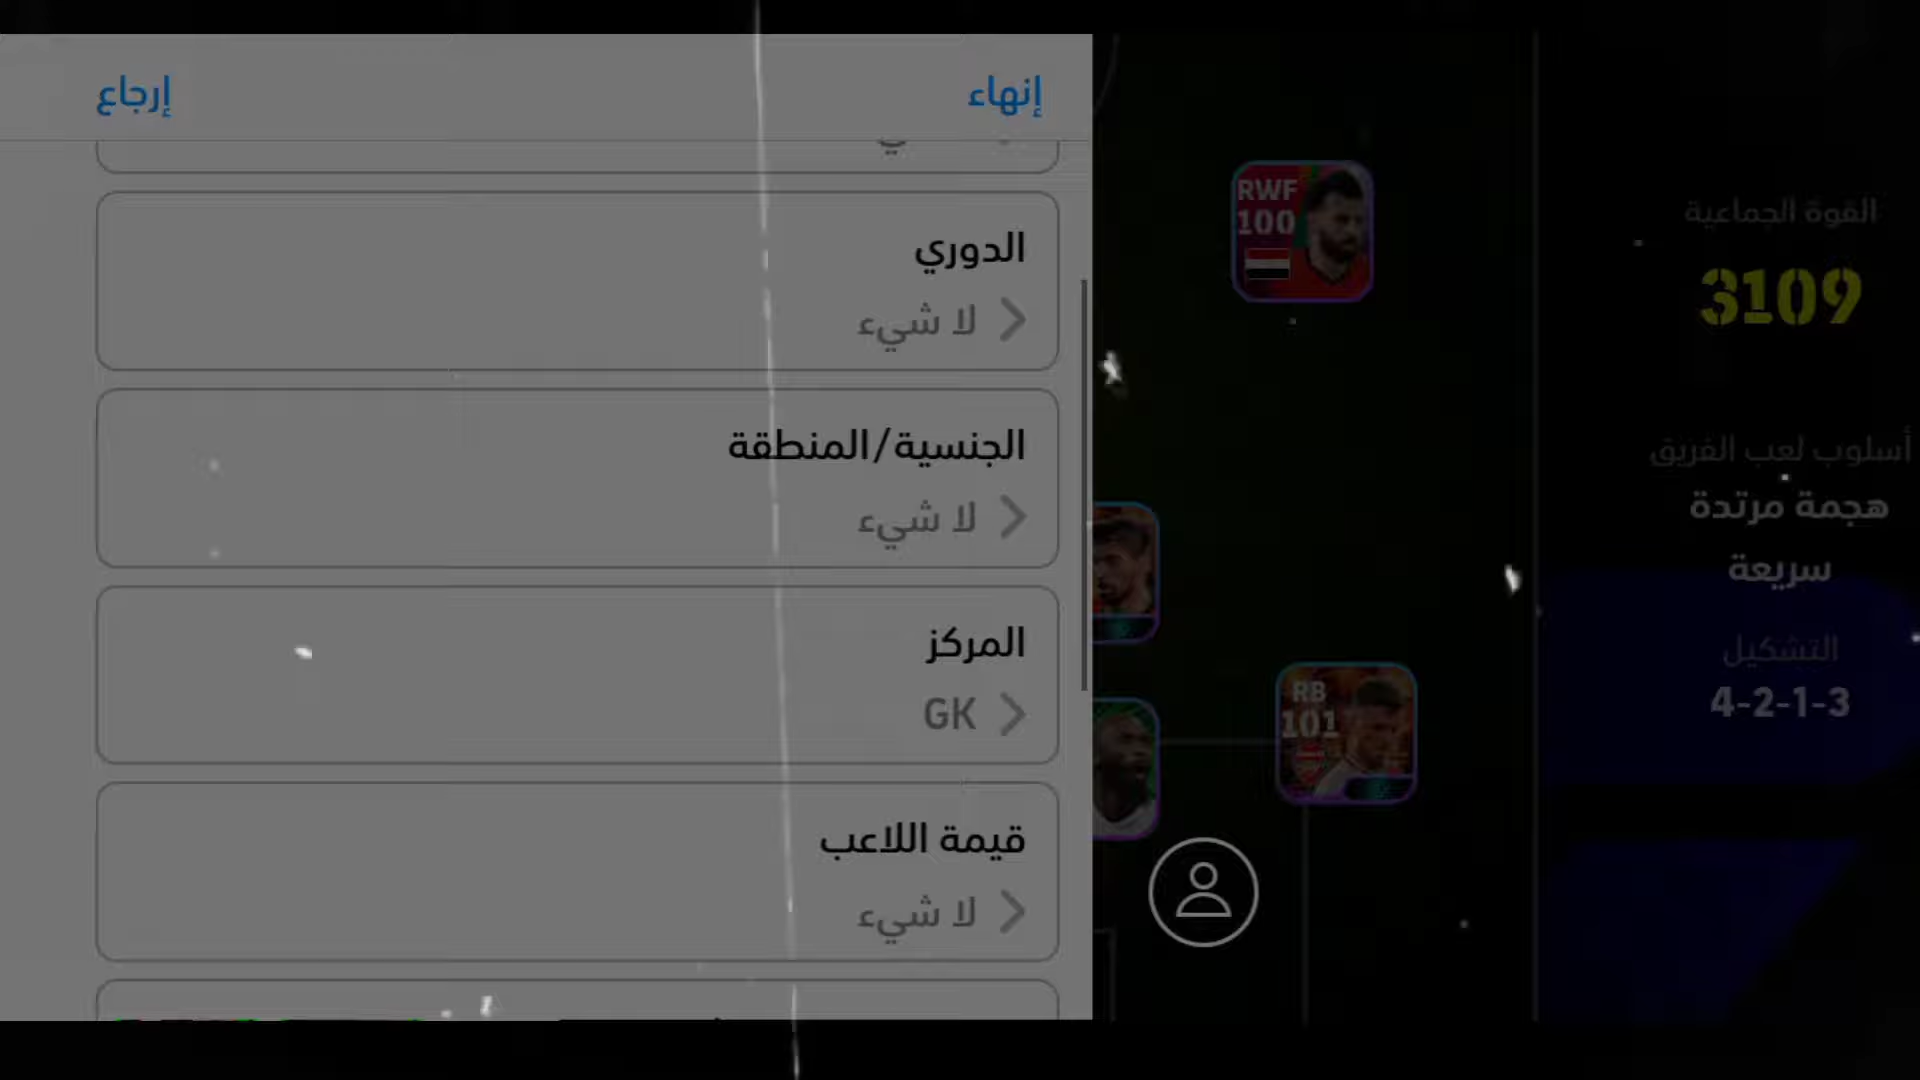 إنهاء
إرجاع
الدوري
لا شيء
الجنسية/المنطقة
لا شيء
المركز
GK
قيمة اللاعب
لا شيء
RWF
100
RB
101
القوة الجماعية
3109
أسلوب لعب الفريق
هجمة مرتدة
سريعة
التشكيل
4-2-1-3